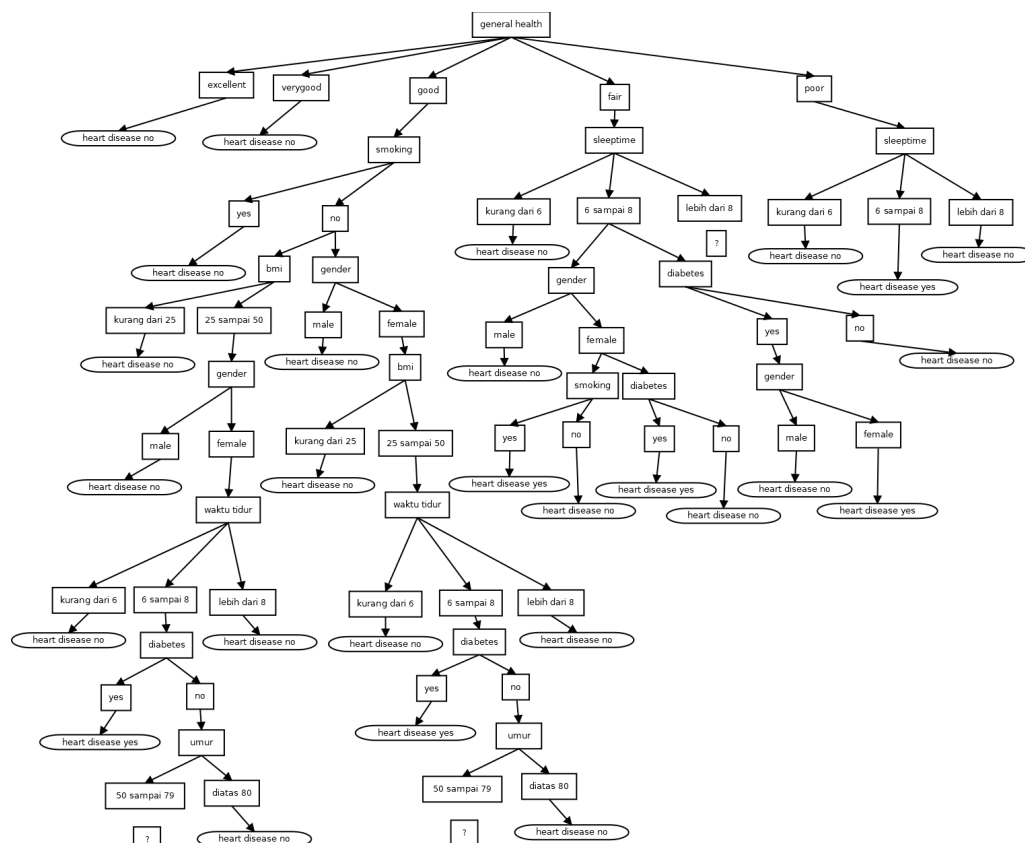 general health
excellent
verygood
good
fair
poor
heart disease no
heart disease no
smoking
sleeptime
sleeptime
yes
no
kurang dari 6
6 sampai 8
lebih dari 8
kurang dari 6
6 sampai 8
lebih dari 8
heart disease no
bmi
gender
heart disease no
?
heart disease no
heart disease no
gender
diabetes
heart disease yes
kurang dari 25
25 sampai 50
male
female
male
female
yes
no
heart disease no
heart disease no
heart disease no
heart disease no
gender
bmi
smoking
diabetes
gender
male
female
kurang dari 25
25 sampai 50
yes
no
yes
no
male
female
heart disease no
heart disease no
heart disease yes
heart disease yes
heart disease no
waktu tidur
waktu tidur
heart disease no
heart disease no
heart disease yes
kurang dari 6
6 sampai 8
lebih dari 8
kurang dari 6
6 sampai 8
lebih dari 8
heart disease no
diabetes
heart disease no
heart disease no
diabetes
heart disease no
yes
no
yes
no
heart disease yes
umur
heart disease yes
umur
50 sampai 79
diatas 80
50 sampai 79
diatas 80
?
heart disease no
?
heart disease no